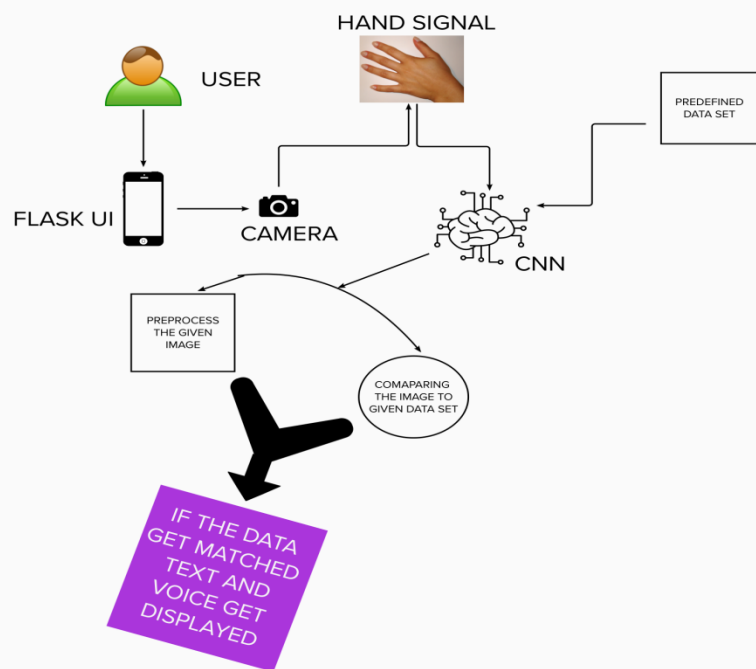 HAND SIGNAL
USER
PREDEFINED
DATA SET
FLASK UI
CAMERA
CNN
PREPROCESS
THE GIVEN
IMAGE
COMAPARING
THE IMAGE TO
GIVEN DATA SET
IF THE DATA
GET MATCHED
TEXT AND
VOICE GET
DISPLAYED